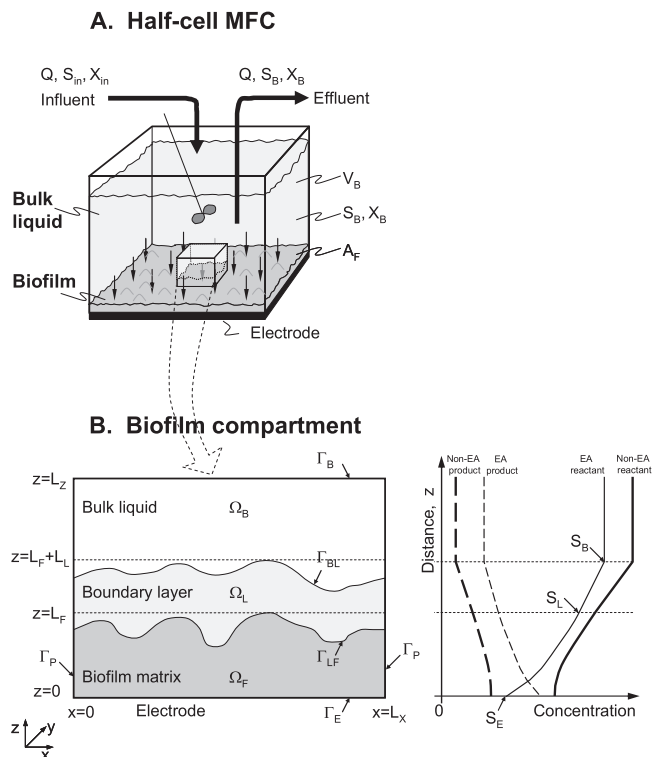 A. Half-cell MFC
Q, S_in, X_in
Influent
Q, S_B, X_B
Effluent
V_B
Bulk
liquid
S_B, X_B
A_F
Biofilm
Electrode
B. Biofilm compartment
Γ_B
z=L_Z
Bulk liquid
Ω_B
z=L_F+L_L
Γ_BL
Boundary layer
Ω_L
z=L_F
Γ_P
Γ_LF
Γ_P
Biofilm matrix
Ω_F
z=0
x=0
Electrode
Γ_E
x=L_X
z
y
x
Non-EA
product
EA
product
EA
reactant
Non-EA
reactant
Distance, z
S_B
S_L
S_E
0
Concentration